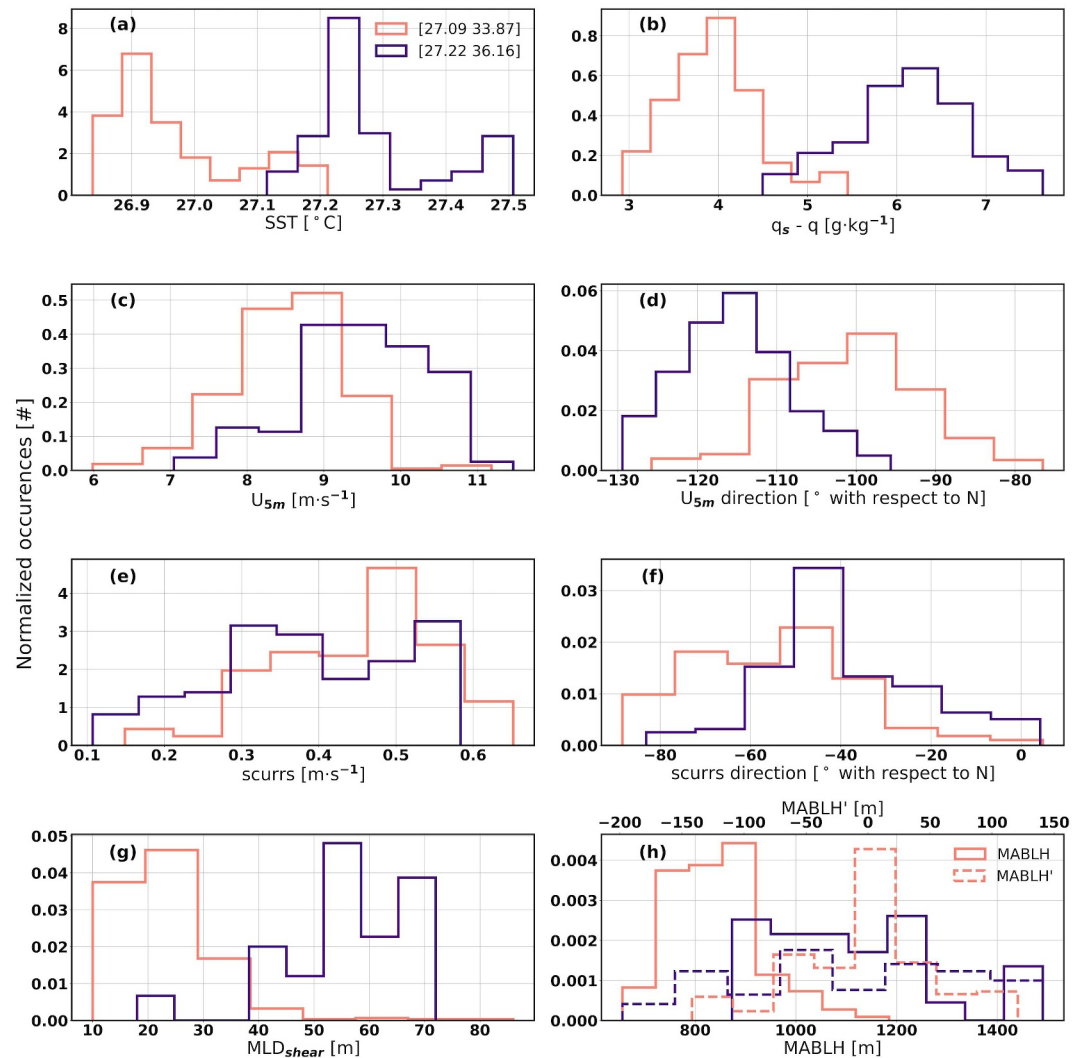 (a)
[27.09 33.87]
[27.22 36.16]
8
6
4
2
0
26.9 27.0 27.1 27.2 27.3 27.4 27.5
SST [°C]
(b)
0.8
0.6
0.4
0.2
0.0
3 4 5 6 7
qs - q [g·kg−1]
(c)
0.5
0.4
0.3
0.2
0.1
0.0
6 7 8 9 10 11
U5m [m·s−1]
(d)
0.06
0.04
0.02
0.00
−130 −120 −110 −100 −90 −80
U5m direction [° with respect to N]
Normalized occurences [#]
(e)
4
3
2
1
0
0.1 0.2 0.3 0.4 0.5 0.6
scurrs [m·s−1]
(f)
0.03
0.02
0.01
0.00
−80 −60 −40 −20 0
scurrs direction [° with respect to N]
(g)
0.05
0.04
0.03
0.02
0.01
0.00
10 20 30 40 50 60 70 80
MLDshear [m]
MABLH' [m]
−200 −150 −100 −50 0 50 100 150
(h)
MABLH
MABLH'
0.004
0.003
0.002
0.001
0.000
800 1000 1200 1400
MABLH [m]